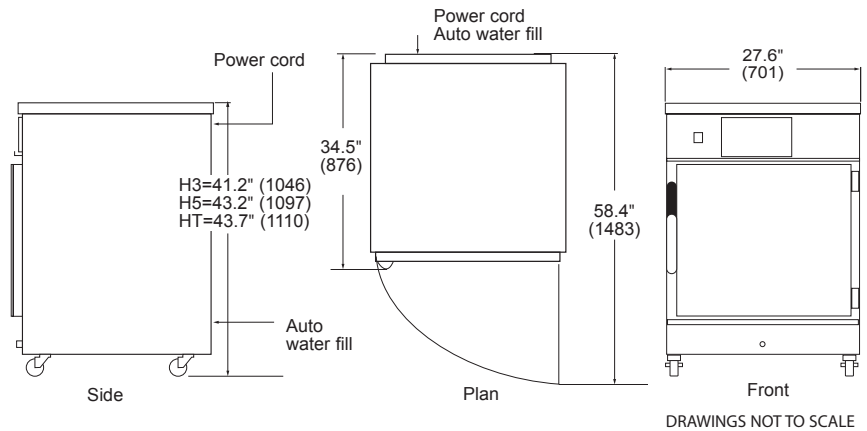 Power cord
H3=41.2" (1046)
H5=43.2" (1097)
HT=43.7" (1110)
Auto
water fill
Side
Power cord
Auto water fill
34.5"
(876)
58.4"
(1483)
Plan
27.6"
(701)
Front
DRAWINGS NOT TO SCALE